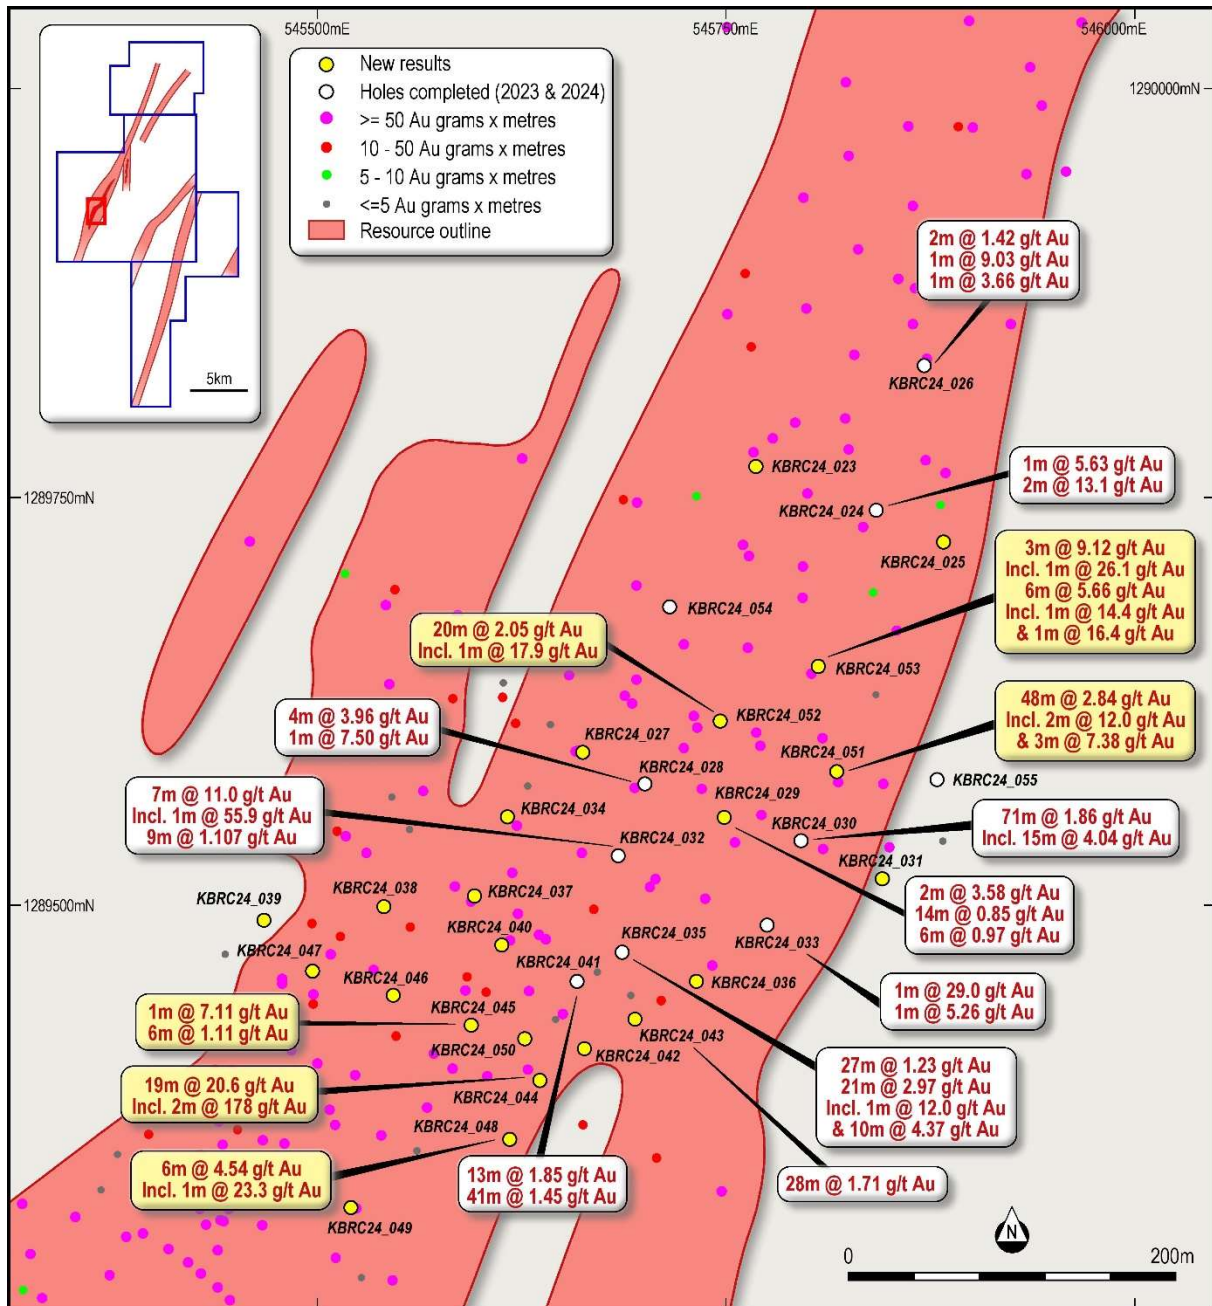 545500mE
545750mE
546000mE
1290000mN
New results
Holes completed (2023 & 2024)
>= 50 Au grams x metres
10 - 50 Au grams x metres
5 - 10 Au grams x metres
<=5 Au grams x metres
Resource outline
5km
2m @ 1.42 g/t Au
1m @ 9.03 g/t Au
1m @ 3.66 g/t Au
KBRC24_026
KBRC24_023
1m @ 5.63 g/t Au
2m @ 13.1 g/t Au
1289750mN
KBRC24_024
KBRC24_025
3m @ 9.12 g/t Au
Incl. 1m @ 26.1 g/t Au
6m @ 5.66 g/t Au
Incl. 1m @ 14.4 g/t Au
& 1m @ 16.4 g/t Au
KBRC24_054
20m @ 2.05 g/t Au
Incl. 1m @ 17.9 g/t Au
KBRC24_053
48m @ 2.84 g/t Au
Incl. 2m @ 12.0 g/t Au
& 3m @ 7.38 g/t Au
4m @ 3.96 g/t Au
1m @ 7.50 g/t Au
KBRC24_052
KBRC24_027
KBRC24_051
KBRC24_028
KBRC24_055
7m @ 11.0 g/t Au
Incl. 1m @ 55.9 g/t Au
9m @ 1.107 g/t Au
KBRC24_034
KBRC24_029
KBRC24_030
71m @ 1.86 g/t Au
Incl. 15m @ 4.04 g/t Au
KBRC24_032
KBRC24_031
2m @ 3.58 g/t Au
14m @ 0.85 g/t Au
6m @ 0.97 g/t Au
KBRC24_039
KBRC24_038
KBRC24_037
1289500mN
KBRC24_040
KBRC24_035
KBRC24_033
KBRC24_047
KBRC24_041
KBRC24_046
KBRC24_036
1m @ 29.0 g/t Au
1m @ 5.26 g/t Au
1m @ 7.11 g/t Au
6m @ 1.11 g/t Au
KBRC24_045
KBRC24_043
KBRC24_050
KBRC24_042
27m @ 1.23 g/t Au
21m @ 2.97 g/t Au
Incl. 1m @ 12.0 g/t Au
& 10m @ 4.37 g/t Au
19m @ 20.6 g/t Au
Incl. 2m @ 178 g/t Au
KBRC24_044
KBRC24_048
6m @ 4.54 g/t Au
Incl. 1m @ 23.3 g/t Au
13m @ 1.85 g/t Au
41m @ 1.45 g/t Au
28m @ 1.71 g/t Au
KBRC24_049
N
0
200m